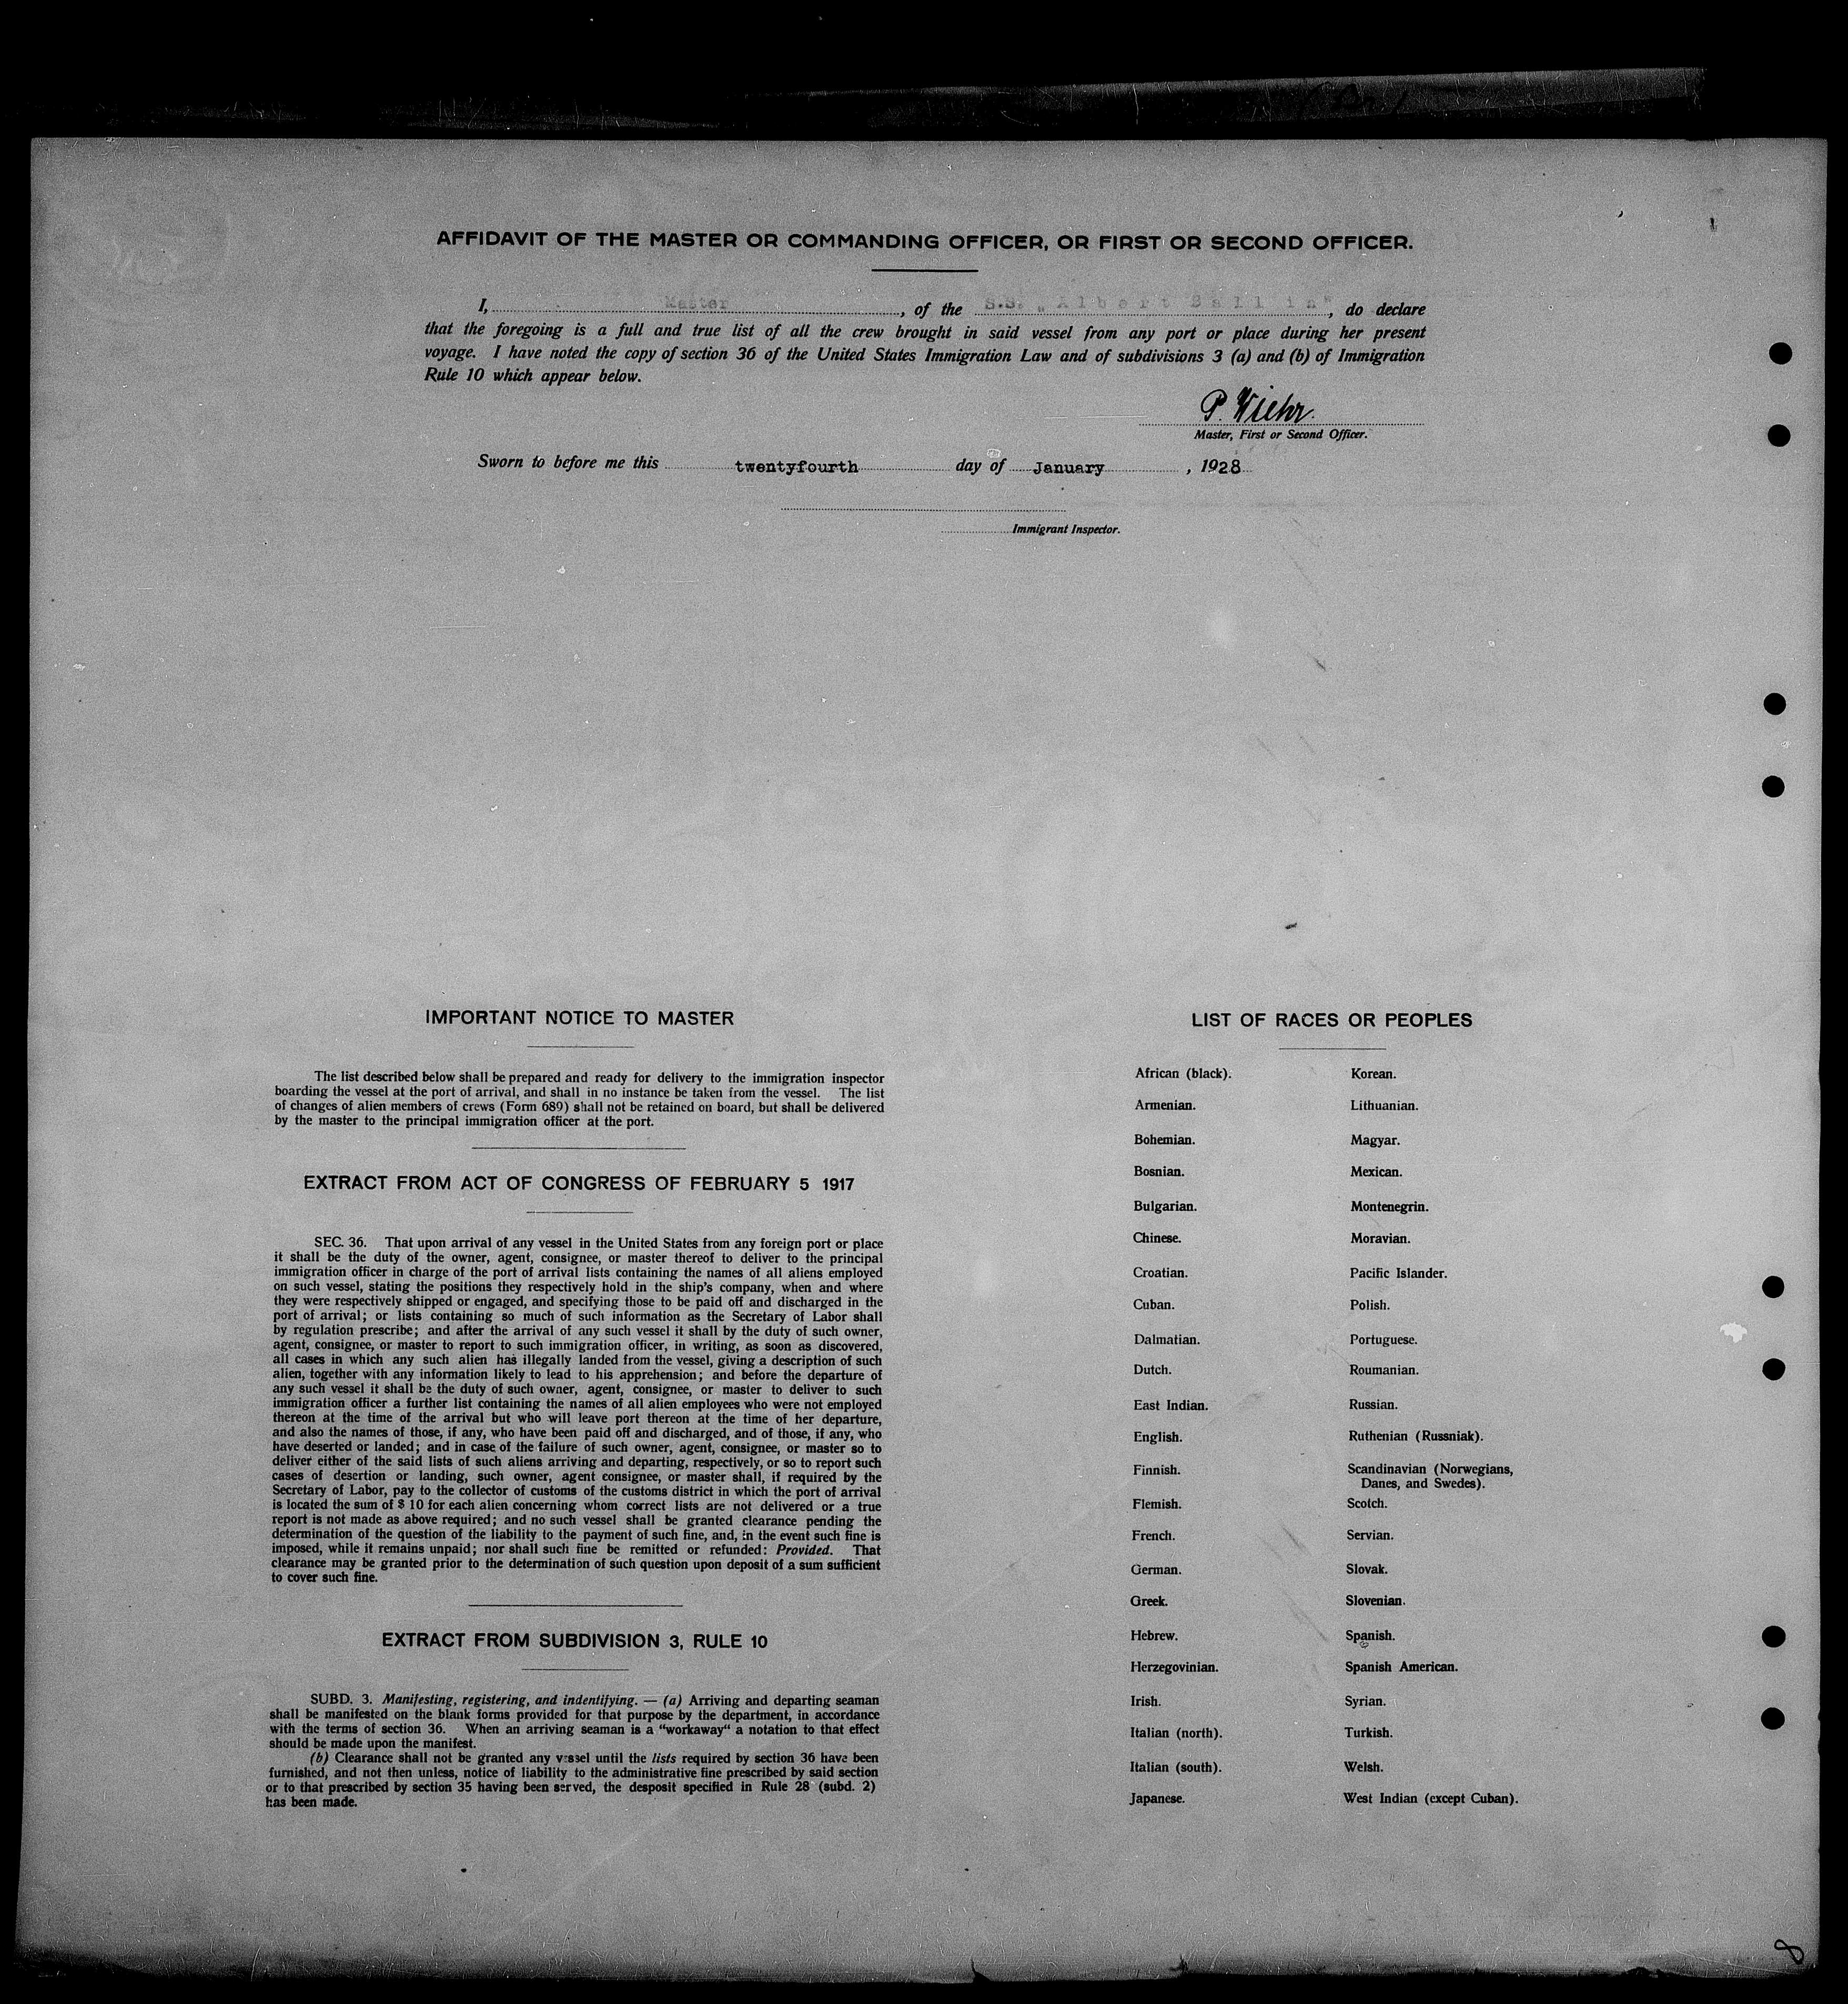 AFFIDAVIT OF THE MASTER OR COMMANDING OFFICER, OR FIRST OR SECOND OFFICER.
I, Master, of the S.S. „Albert Ballin", do declare
that the foregoing is a full and true list of all the crew brought in said vessel from any port or place during her present
voyage. I have noted the copy of section 36 of the United States Immigration Law and of subdivisions 3 (a) and (b) of Immigration
Rule 10 which appear below.
P. Wiehr.
Master, First or Second Officer.
Sworn to before me this twentyfourth day of January, 1928
Immigrant Inspector.
IMPORTANT NOTICE TO MASTER
The list described below shall be prepared and ready for delivery to the immigration inspector
boarding the vessel at the port of arrival, and shall in no instance be taken from the vessel. The list
of changes of alien members of crews (Form 689) shall not be retained on board, but shall be delivered
by the master to the principal immigration officer at the port.
EXTRACT FROM ACT OF CONGRESS OF FEBRUARY 5 1917
SEC. 36. That upon arrival of any vessel in the United States from any foreign port or place
it shall be the duty of the owner, agent, consignee, or master thereof to deliver to the principal
immigration officer in charge of the port of arrival lists containing the names of all aliens employed
on such vessel, stating the positions they respectively hold in the ship's company, when and where
they were respectively shipped or engaged, and specifying those to be paid off and discharged in the
port of arrival; or lists containing so much of such information as the Secretary of Labor shall
by regulation prescribe; and after the arrival of any such vessel it shall by the duty of such owner,
agent, consignee, or master to report to such immigration officer, in writing, as soon as discovered,
all cases in which any such alien has illegally landed from the vessel, giving a description of such
alien, together with any information likely to lead to his apprehension; and before the departure of
any such vessel it shall be the duty of such owner, agent, consignee, or master to deliver to such
immigration officer a further list containing the names of all alien employees who were not employed
thereon at the time of the arrival but who will leave port thereon at the time of her departure,
and also the names of those, if any, who have been paid off and discharged, and of those, if any, who
have deserted or landed; and in case of the failure of such owner, agent, consignee, or master so to
deliver either of the said lists of such aliens arriving and departing, respectively, or so to report such
cases of desertion or landing, such owner, agent consignee, or master shall, if required by the
Secretary of Labor, pay to the collector of customs of the customs district in which the port of arrival
is located the sum of $ 10 for each alien concerning whom correct lists are not delivered or a true
report is not made as above required; and no such vessel shall be granted clearance pending the
determination of the question of the liability to the payment of such fine, and, in the event such fine is
imposed, while it remains unpaid; nor shall such fine be remitted or refunded: Provided. That
clearance may be granted prior to the determination of such question upon deposit of a sum sufficient
to cover such fine.
EXTRACT FROM SUBDIVISION 3, RULE 10
SUBD. 3. Manifesting, registering, and indentifying. — (a) Arriving and departing seaman
shall be manifested on the blank forms provided for that purpose by the department, in accordance
with the terms of section 36. When an arriving seaman is a "workaway" a notation to that effect
should be made upon the manifest.
(b) Clearance shall not be granted any vessel until the lists required by section 36 have been
furnished, and not then unless, notice of liability to the administrative fine prescribed by said section
or to that prescribed by section 35 having been served, the desposit specified in Rule 28 (subd. 2)
has been made.
LIST OF RACES OR PEOPLES
African (black).
Armenian.
Bohemian.
Bosnian.
Bulgarian.
Chinese.
Croatian.
Cuban.
Dalmatian.
Dutch.
East Indian.
English.
Finnish.
Flemish.
French.
German.
Greek.
Hebrew.
Herzegovinian.
Irish.
Italian (north).
Italian (south).
Japanese.
Korean.
Lithuanian.
Magyar.
Mexican.
Montenegrin.
Moravian.
Pacific Islander.
Polish.
Portuguese.
Roumanian.
Russian.
Ruthenian (Russniak).
Scandinavian (Norwegians,
Danes, and Swedes).
Scotch.
Servian.
Slovak.
Slovenian.
Spanish.
Spanish American.
Syrian.
Turkish.
Welsh.
West Indian (except Cuban).
8